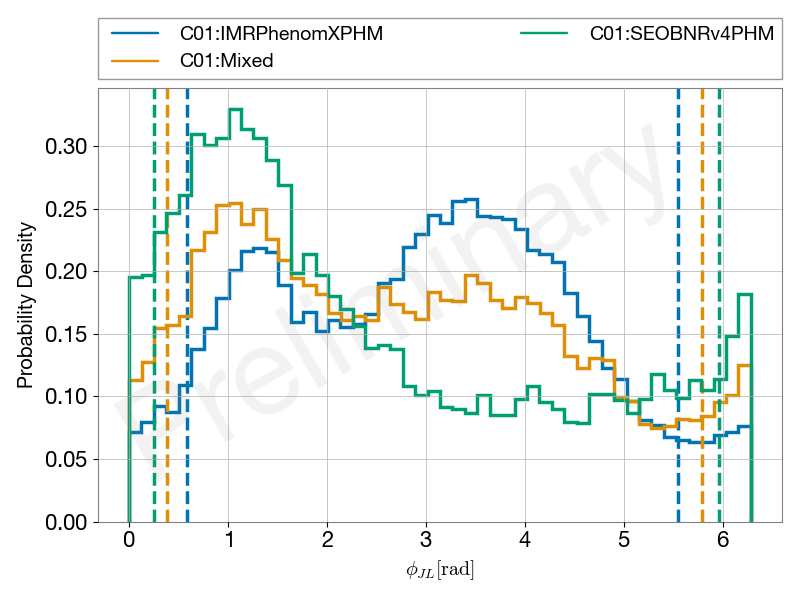 C01:IMRPhenomXPHM
C01:Mixed
C01:SEOBNRv4PHM
Preliminary
Probability Density
0.30
0.25
0.20
0.15
0.10
0.05
0.00
0 1 2 3 4 5 6
ϕ_JL[rad]